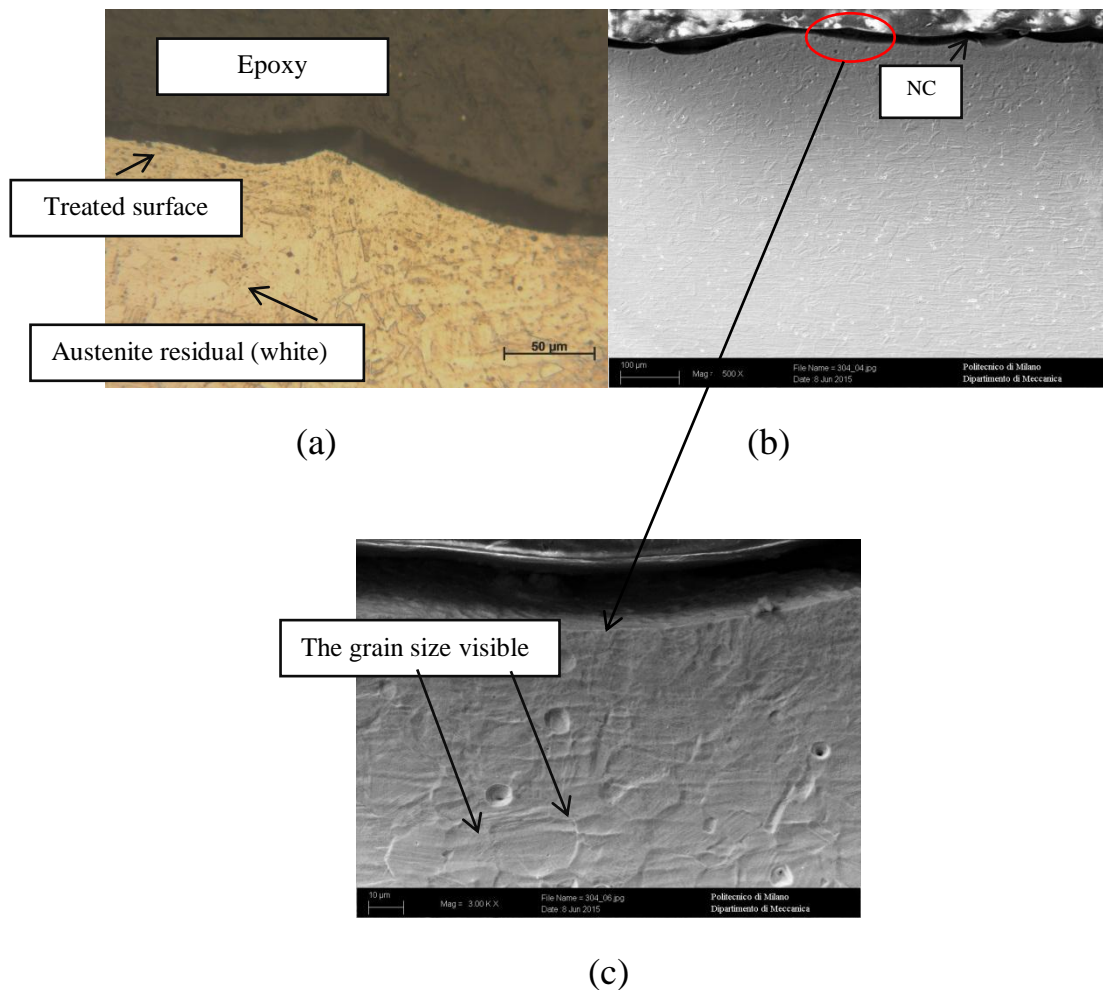 Epoxy
Treated surface
Austenite residual (white)
50 µm
(a)
NC
100 µm
Mag = 500 X
File Name = 304_04.jpg
Date :8 Jun 2015
Politecnico di Milano
Dipartimento di Meccanica
(b)
The grain size visible
10 µm
Mag = 3.00 K X
File Name = 304_06.jpg
Date :8 Jun 2015
Politecnico di Milano
Dipartimento di Meccanica
(c)